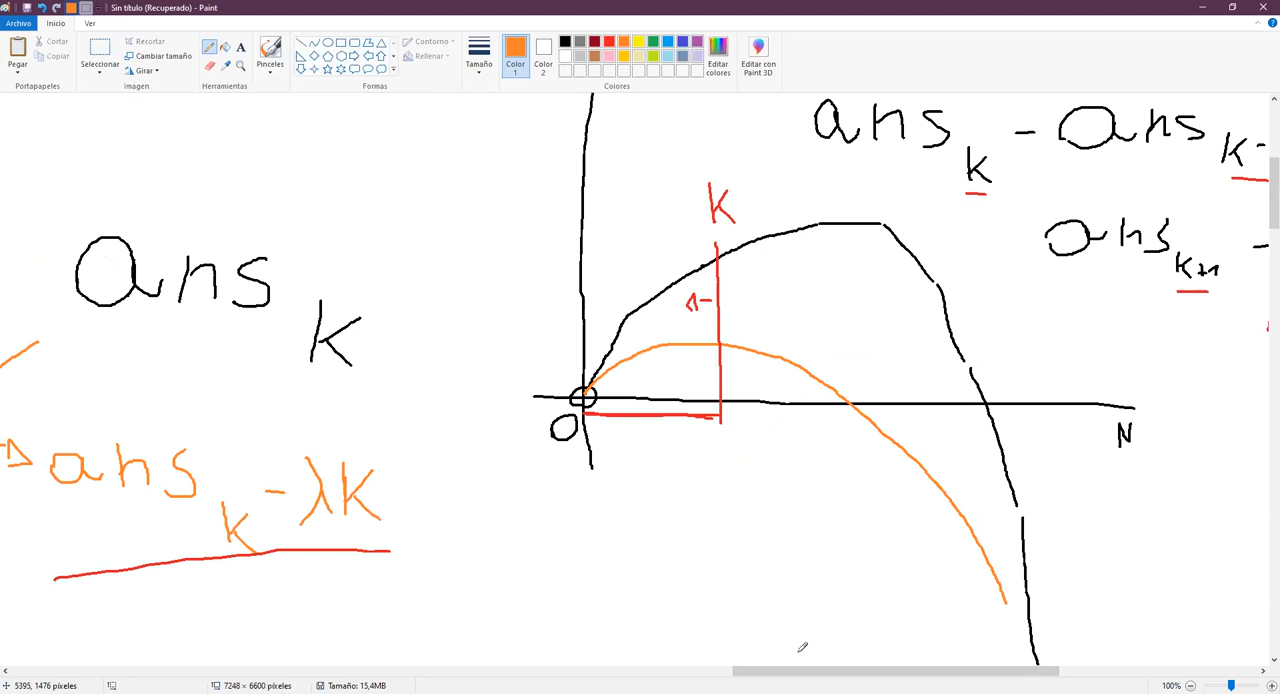 Sin título (Recuperado) - Paint
Archivo Inicio Ver
Pegar
Cortar
Copiar
Portapapeles
Seleccionar
Recortar
Cambiar tamaño
Girar
Imagen
A
Herramientas
Pinceles
Contorno
Rellenar
Formas
Tamaño
Color 1
Color 2
Editar colores
Colores
Editar con Paint 3D
ans k - ans k-
ans k+1 -
K
ans k
ans k - λK
O
N
5395, 1476 píxeles
7248 × 6600 píxeles
Tamaño: 15,4MB
100%